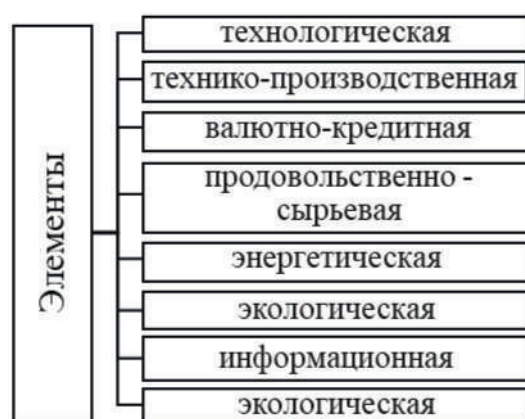 Элементы
технологическая
технико-производственная
валютно-кредитная
продовольственно -
сырьевая
энергетическая
экологическая
информационная
экологическая